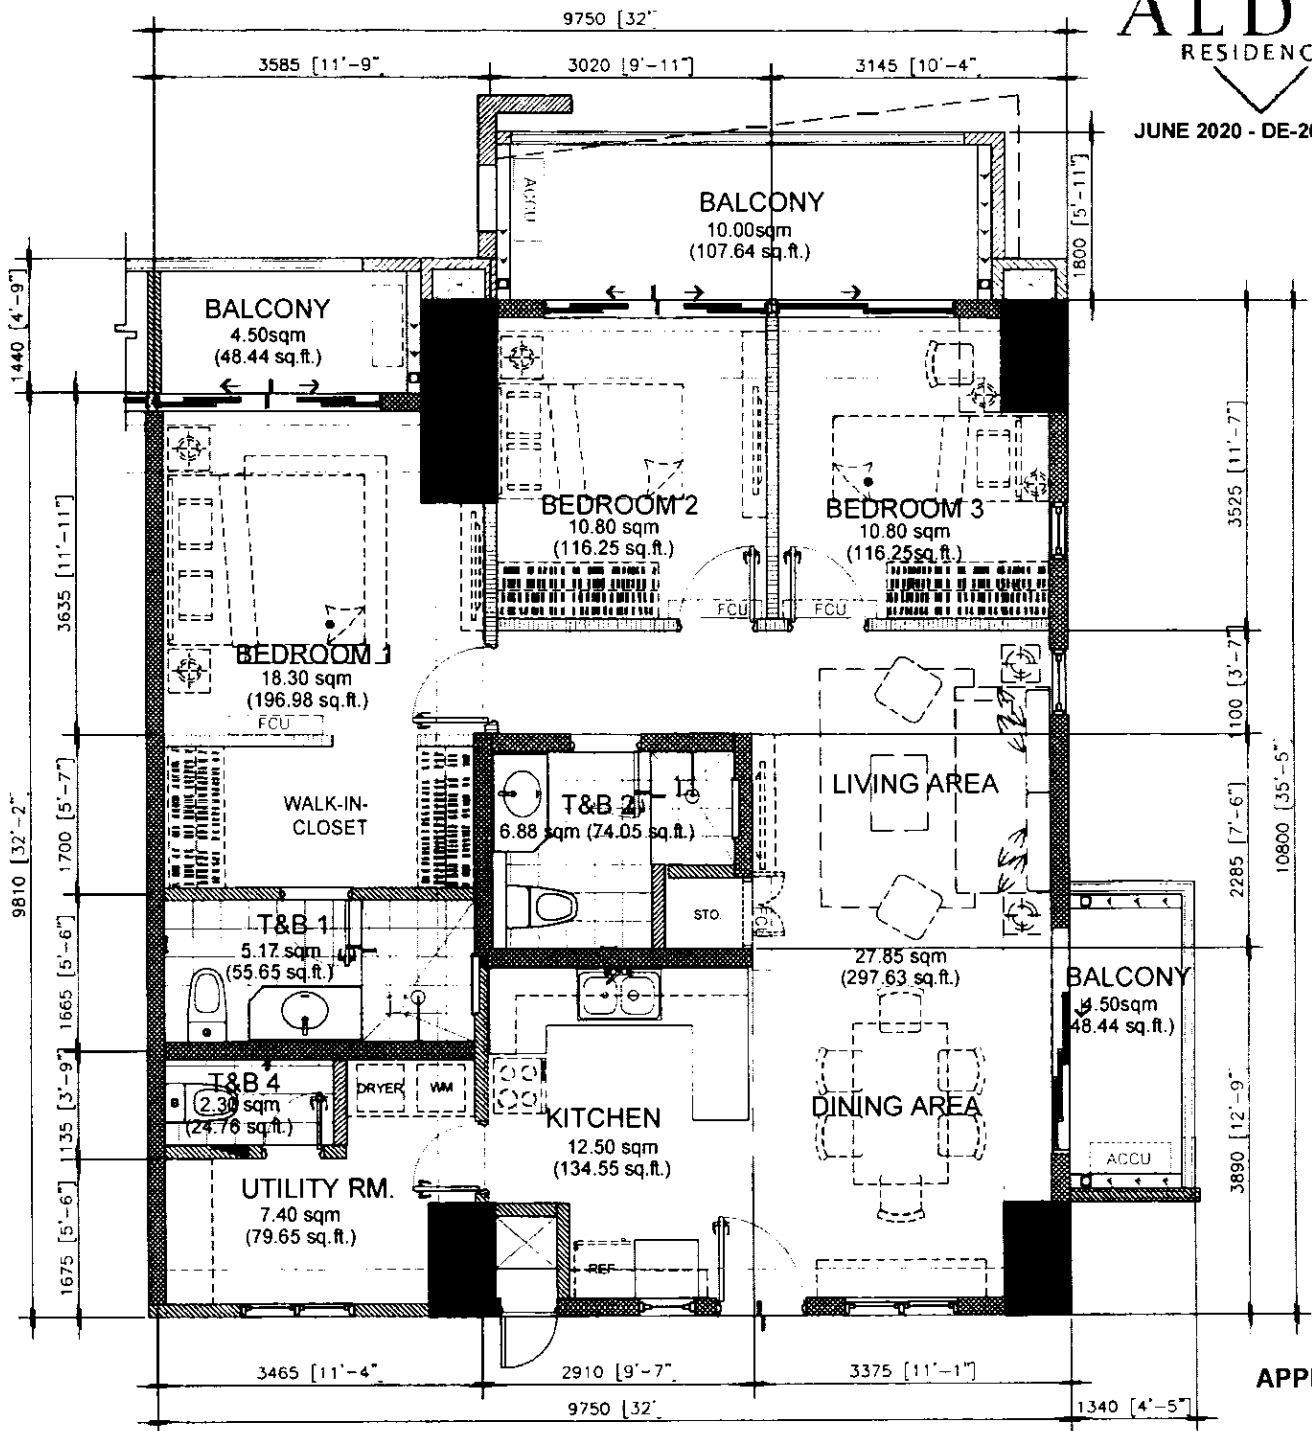 9750 [32'
ALD
RESIDENC
JUNE 2020 - DE-20
3585 [11'-9"
3020 [9'-11"]
3145 [10'-4"]
1800 [5'-11"]
ACCU
BALCONY
10.00sqm
(107.64 sq.ft.)
1440 [4'-9"]
BALCONY
4.50sqm
(48.44 sq.ft.)
3635 [11'-11"]
3525 [11'-7"]
BEDROOM 2
10.80 sqm
(116.25 sq.ft.)
BEDROOM 3
10.80 sqm
(116.25sq.ft.)
FCU
FCU
BEDROOM 1
18.30 sqm
(196.98 sq.ft.)
FCU
1100 [3'-7"]
WALK-IN-
CLOSET
T&B 2
6.88 sqm (74.05 sq.ft.)
LIVING AREA
1700 [5'-7"]
9810 [32'-2"
2285 [7'-6"]
10800 [35'-5"
STO.
T&B 1
5.17 sqm
(55.65 sq.ft.)
27.85 sqm
(297.63 sq.ft.)
BALCONY
4.50sqm
48.44 sq.ft.)
1665 [5'-6"]
T&B 4
2.30 sqm
(24.76 sq.ft.)
DRYER
WM
1135 [3'-9"]
KITCHEN
12.50 sqm
(134.55 sq.ft.)
DINING AREA
ACCU
3890 [12'-9"
UTILITY RM.
7.40 sqm
(79.65 sq.ft.)
1675 [5'-6"]
REF
3465 [11'-4"
2910 [9'-7"
3375 [11'-1"]
APP
9750 [32'
1340 [4'-5"]